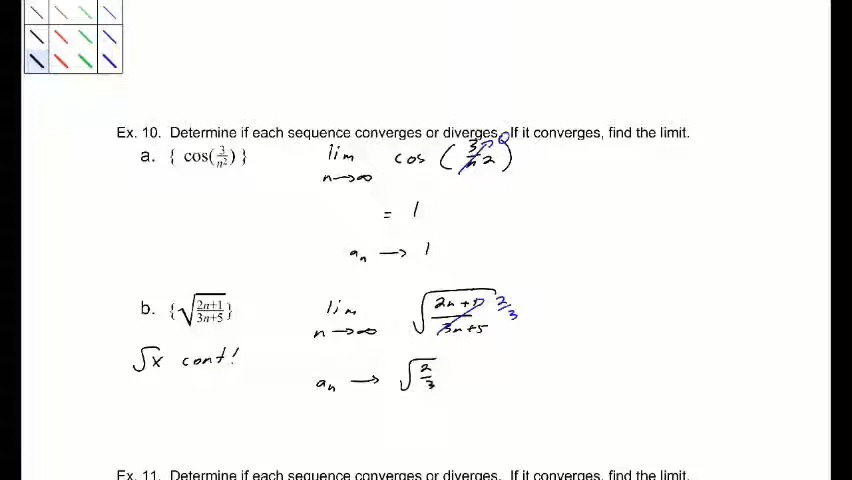 Ex. 10. Determine if each sequence converges or diverges. If it converges, find the limit.
a. { cos(3/n²) } lim n→∞ cos (3/n²) → 0
= 1
aₙ → 1
b. {√((2n+1)/(3n+5))} lim n→∞ √((2n+1)/(3n+5)) → 2/3
√x cont!
aₙ → √(2/3)
Ex. 11. Determine if each sequence converges or diverges. If it converges, find the limit.